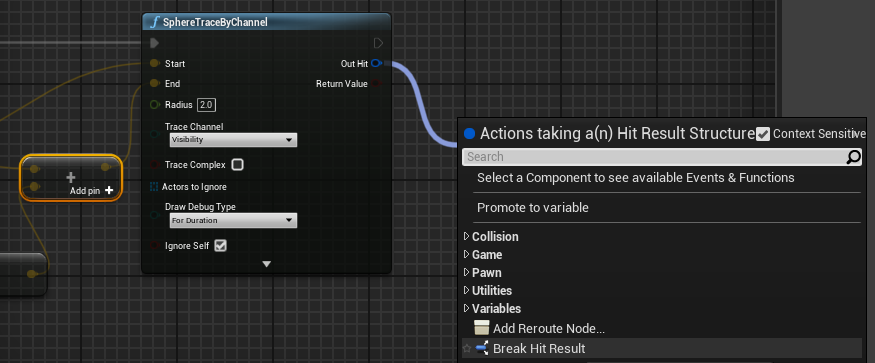 SphereTraceByChannel
Start
Out Hit
End
Return Value
Radius 2.0
Trace Channel
Visibility
Trace Complex
Actors to Ignore
Draw Debug Type
For Duration
Ignore Self
Add pin
Actions taking a(n) Hit Result Structure
Context Sensitive
Search
Select a Component to see available Events & Functions
Promote to variable
Collision
Game
Pawn
Utilities
Variables
Add Reroute Node...
Break Hit Result